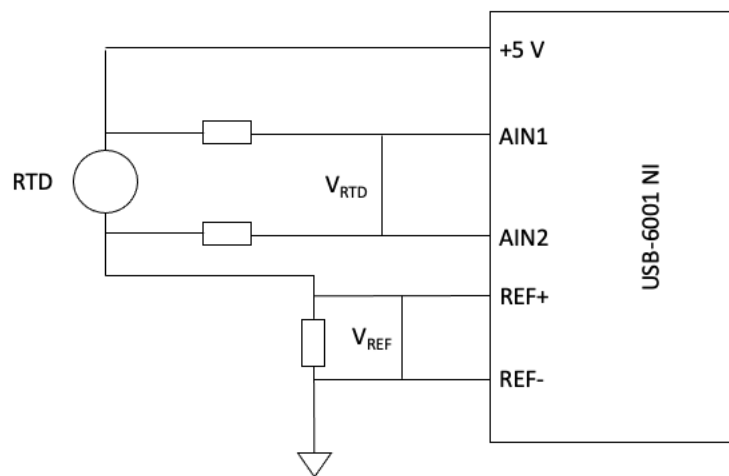 +5 V
AIN1
RTD
V_RTD
AIN2
USB-6001 NI
REF+
V_REF
REF-